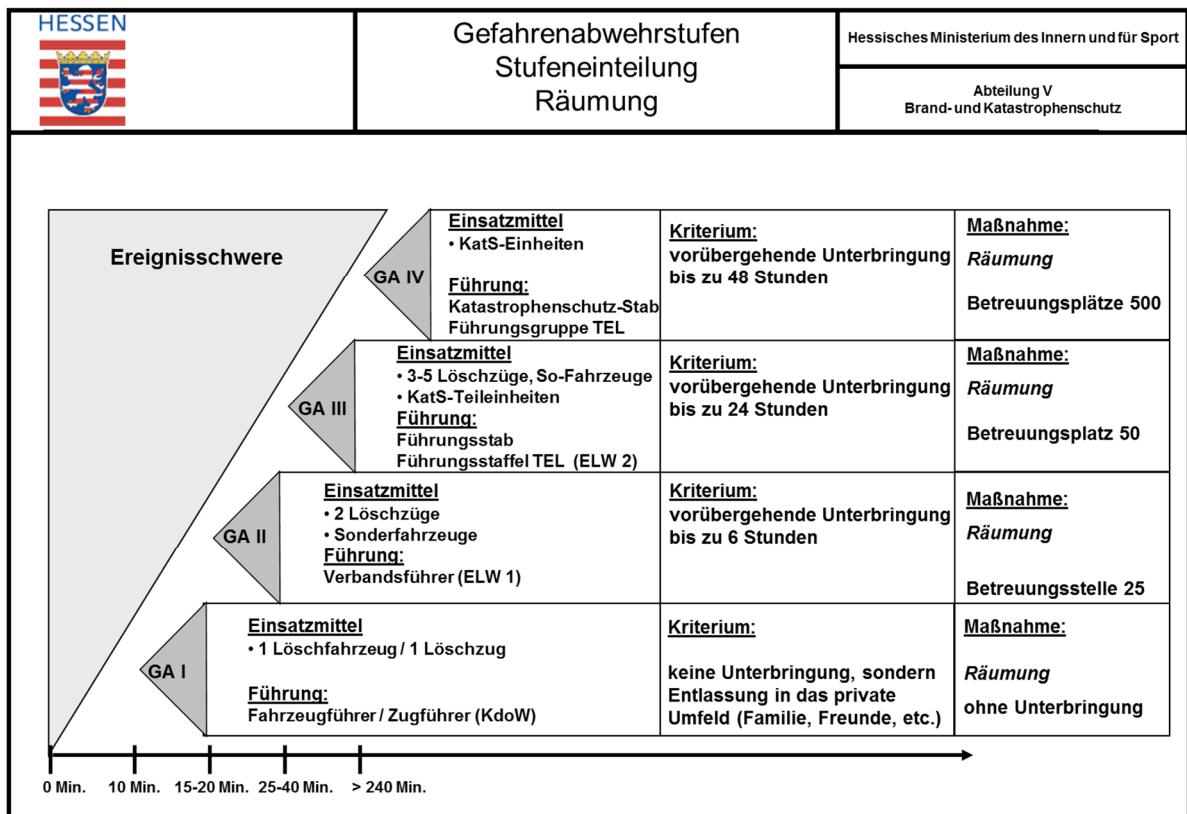 HESSEN
Gefahrenabwehrstufen
Stufeneinteilung
Räumung
Hessisches Ministerium des Innern und für Sport
Abteilung V
Brand- und Katastrophenschutz
Ereignisschwere
GA IV
Einsatzmittel
• KatS-Einheiten
Führung:
Katastrophenschutz-Stab
Führungsgruppe TEL
Kriterium:
vorübergehende Unterbringung
bis zu 48 Stunden
Maßnahme:
Räumung
Betreuungsplätze 500
GA III
Einsatzmittel
• 3-5 Löschzüge, So-Fahrzeuge
• KatS-Teileinheiten
Führung:
Führungsstab
Führungsstaffel TEL (ELW 2)
Kriterium:
vorübergehende Unterbringung
bis zu 24 Stunden
Maßnahme:
Räumung
Betreuungsplatz 50
GA II
Einsatzmittel
• 2 Löschzüge
• Sonderfahrzeuge
Führung:
Verbandsführer (ELW 1)
Kriterium:
vorübergehende Unterbringung
bis zu 6 Stunden
Maßnahme:
Räumung
Betreuungsstelle 25
GA I
Einsatzmittel
• 1 Löschfahrzeug / 1 Löschzug
Führung:
Fahrzeugführer / Zugführer (KdoW)
Kriterium:
keine Unterbringung, sondern
Entlassung in das private
Umfeld (Familie, Freunde, etc.)
Maßnahme:
Räumung
ohne Unterbringung
0 Min. 10 Min. 15-20 Min. 25-40 Min. > 240 Min.